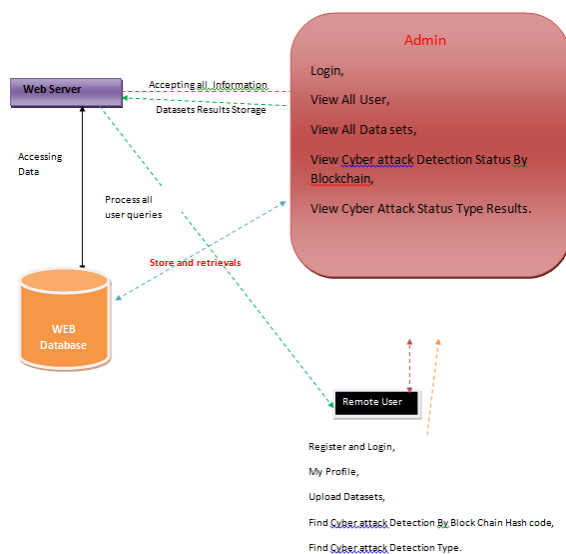 Admin
Login,
View All User,
View All Data sets,
View Cyber attack Detection Status By
Blockchain,
View Cyber Attack Status Type Results.
Web Server
Accepting all Information
Datasets Results Storage
Accessing
Data
Process all
user queries
Store and retrievals
WEB
Database
Remote User
Register and Login,
My Profile,
Upload Datasets,
Find Cyber attack Detection By Block Chain Hash code,
Find Cyber attack Detection Type.